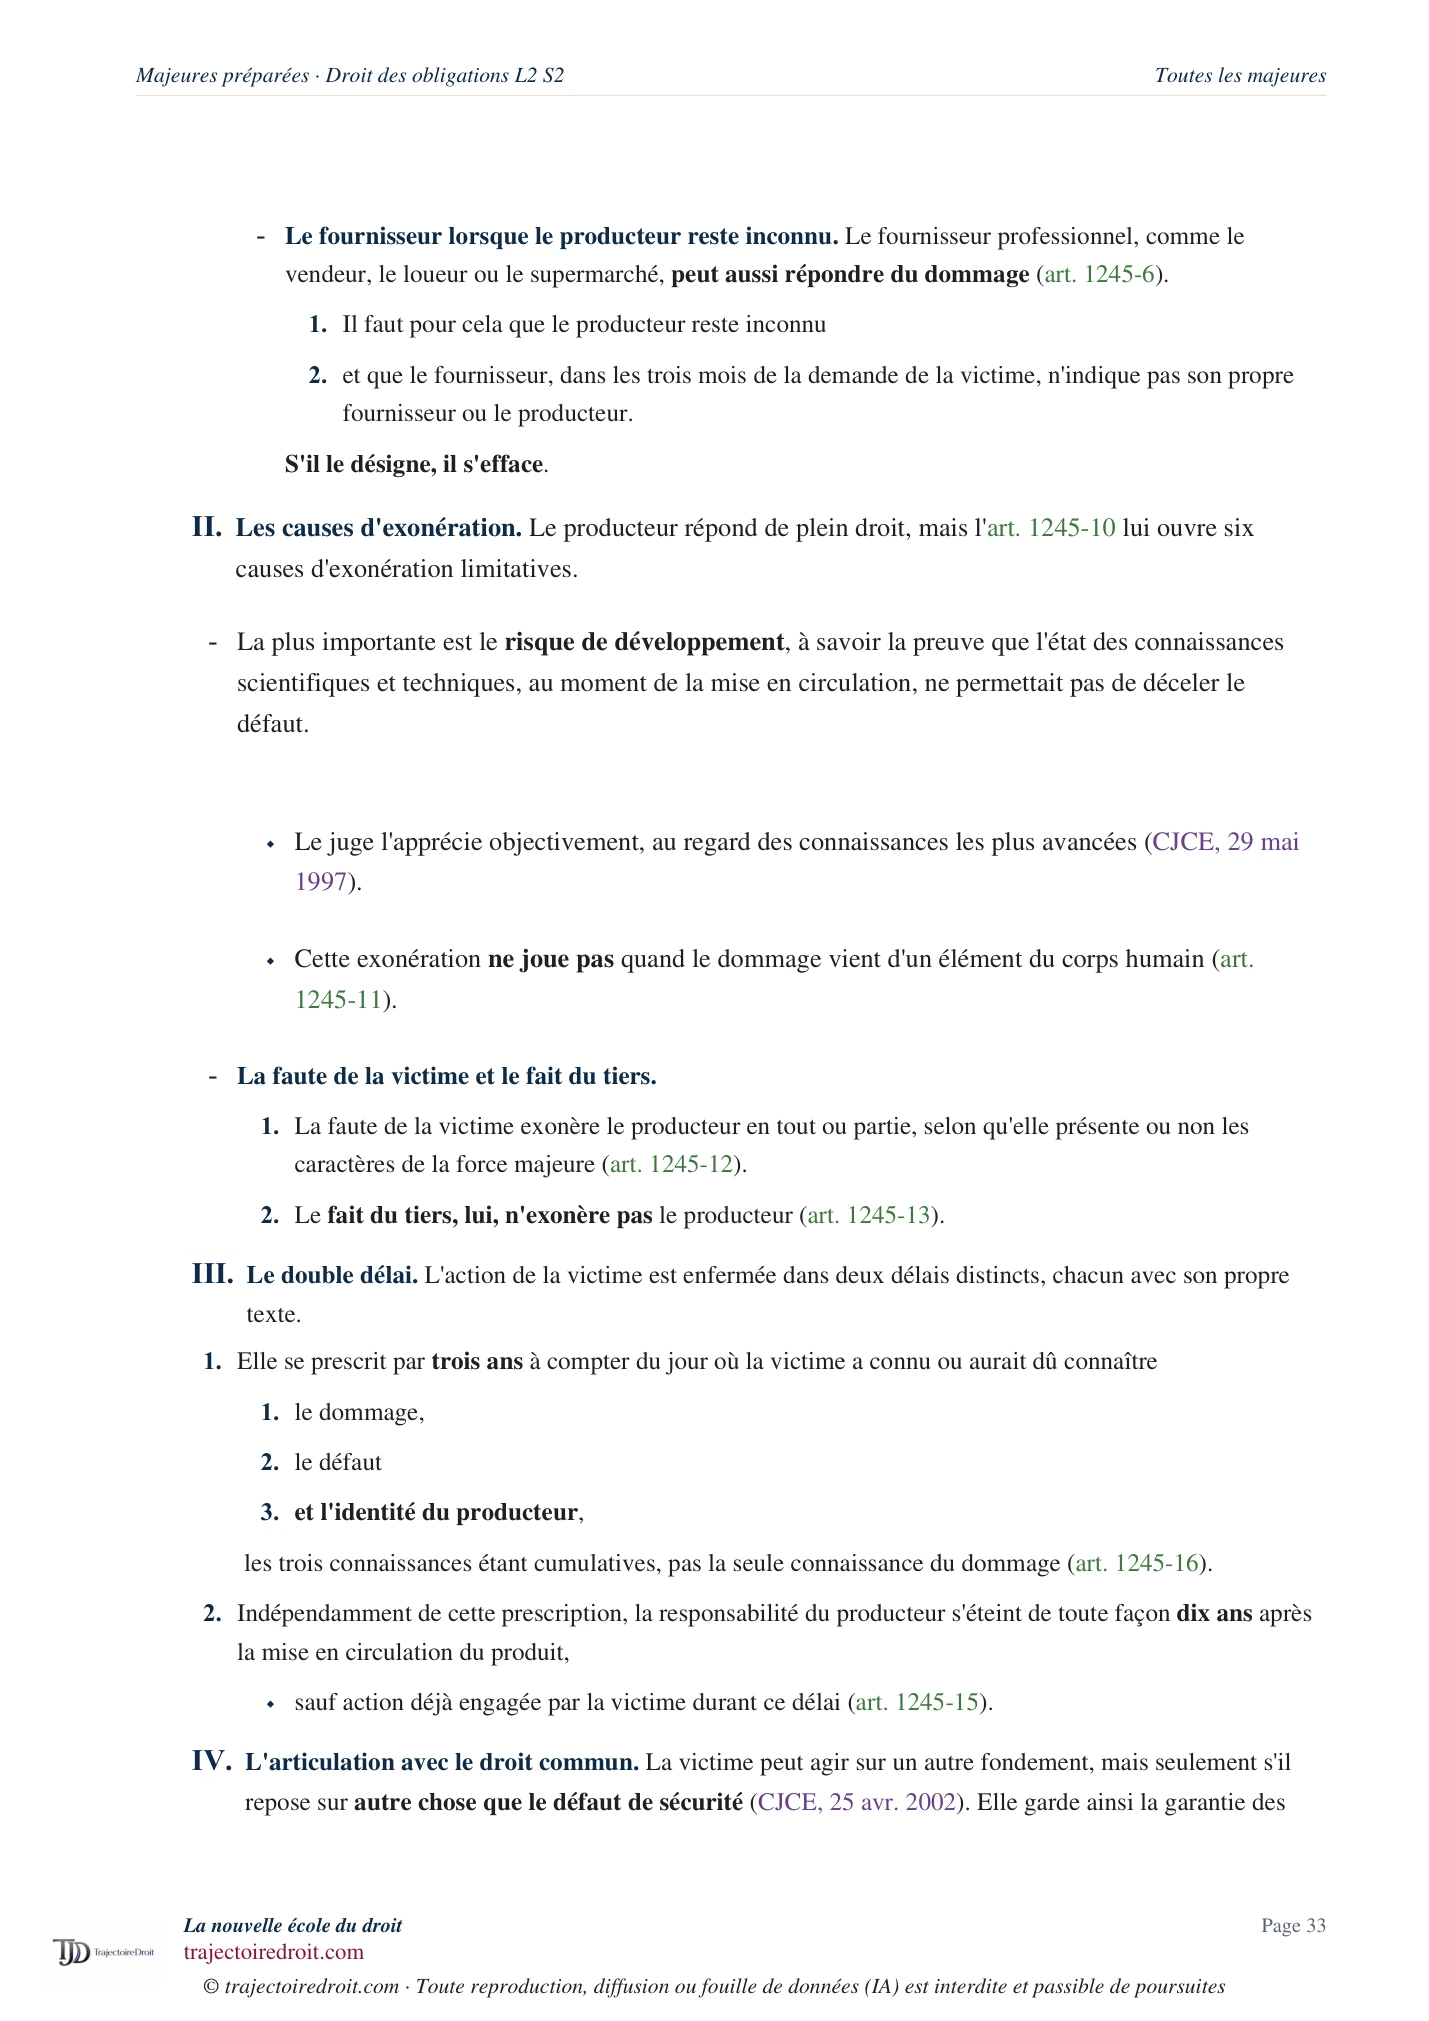 Majeures préparées · Droit des obligations L2 S2
Toutes les majeures
- Le fournisseur lorsque le producteur reste inconnu. Le fournisseur professionnel, comme le
vendeur, le loueur ou le supermarché, peut aussi répondre du dommage (art. 1245-6).
1. Il faut pour cela que le producteur reste inconnu
2. et que le fournisseur, dans les trois mois de la demande de la victime, n'indique pas son propre
fournisseur ou le producteur.
S'il le désigne, il s'efface.
II. Les causes d'exonération. Le producteur répond de plein droit, mais l'art. 1245-10 lui ouvre six
causes d'exonération limitatives.
- La plus importante est le risque de développement, à savoir la preuve que l'état des connaissances
scientifiques et techniques, au moment de la mise en circulation, ne permettait pas de déceler le
défaut.
⬩ Le juge l'apprécie objectivement, au regard des connaissances les plus avancées (CJCE, 29 mai
1997).
⬩ Cette exonération ne joue pas quand le dommage vient d'un élément du corps humain (art.
1245-11).
- La faute de la victime et le fait du tiers.
1. La faute de la victime exonère le producteur en tout ou partie, selon qu'elle présente ou non les
caractères de la force majeure (art. 1245-12).
2. Le fait du tiers, lui, n'exonère pas le producteur (art. 1245-13).
III. Le double délai. L'action de la victime est enfermée dans deux délais distincts, chacun avec son propre
texte.
1. Elle se prescrit par trois ans à compter du jour où la victime a connu ou aurait dû connaître
1. le dommage,
2. le défaut
3. et l'identité du producteur,
les trois connaissances étant cumulatives, pas la seule connaissance du dommage (art. 1245-16).
2. Indépendamment de cette prescription, la responsabilité du producteur s'éteint de toute façon dix ans après
la mise en circulation du produit,
⬩ sauf action déjà engagée par la victime durant ce délai (art. 1245-15).
IV. L'articulation avec le droit commun. La victime peut agir sur un autre fondement, mais seulement s'il
repose sur autre chose que le défaut de sécurité (CJCE, 25 avr. 2002). Elle garde ainsi la garantie des
La nouvelle école du droit
Page 33
TJD TrajectoireDroit
trajectoiredroit.com
© trajectoiredroit.com · Toute reproduction, diffusion ou fouille de données (IA) est interdite et passible de poursuites